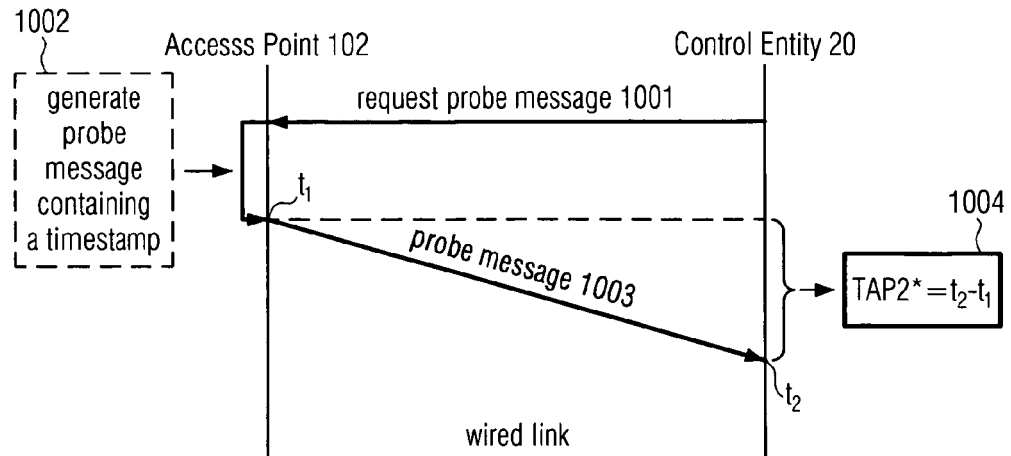 1002
Accesss Point 102
Control Entity 20
generate
probe
message
containing
a timestamp
request probe message 1001
t1
probe message 1003
1004
TAP2* = t2-t1
t2
wired link